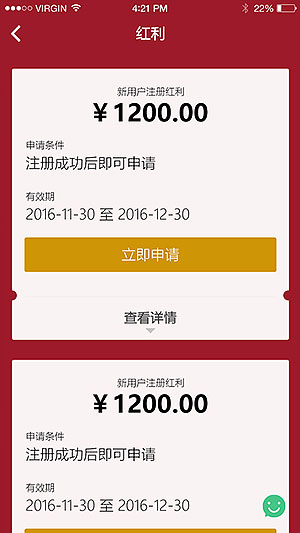 VIRGIN 4:21 PM 22%
红利
新用户注册红利
￥1200.00
申请条件
注册成功后即可申请
有效期
2016-11-30 至 2016-12-30
立即申请
查看详情
新用户注册红利
￥1200.00
申请条件
注册成功后即可申请
有效期
2016-11-30 至 2016-12-30